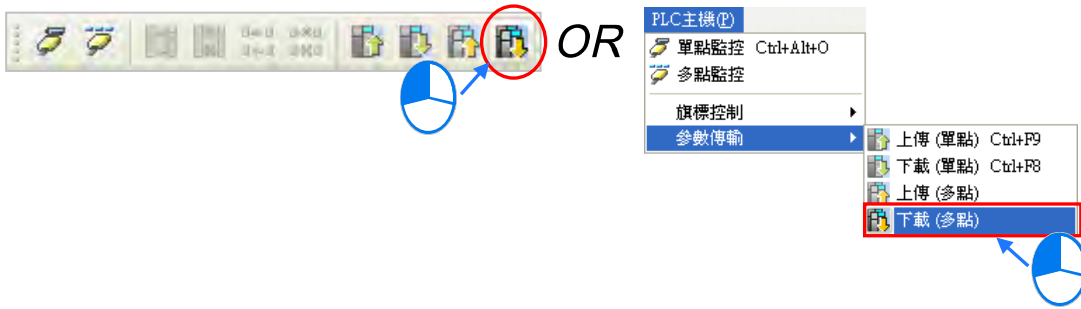 OR
PLC主機(P)
單點監控 Ctrl+Alt+O
多點監控
旗標控制
參數傳輸
上傳 (單點) Ctrl+F9
下載 (單點) Ctrl+F8
上傳 (多點)
下載 (多點)